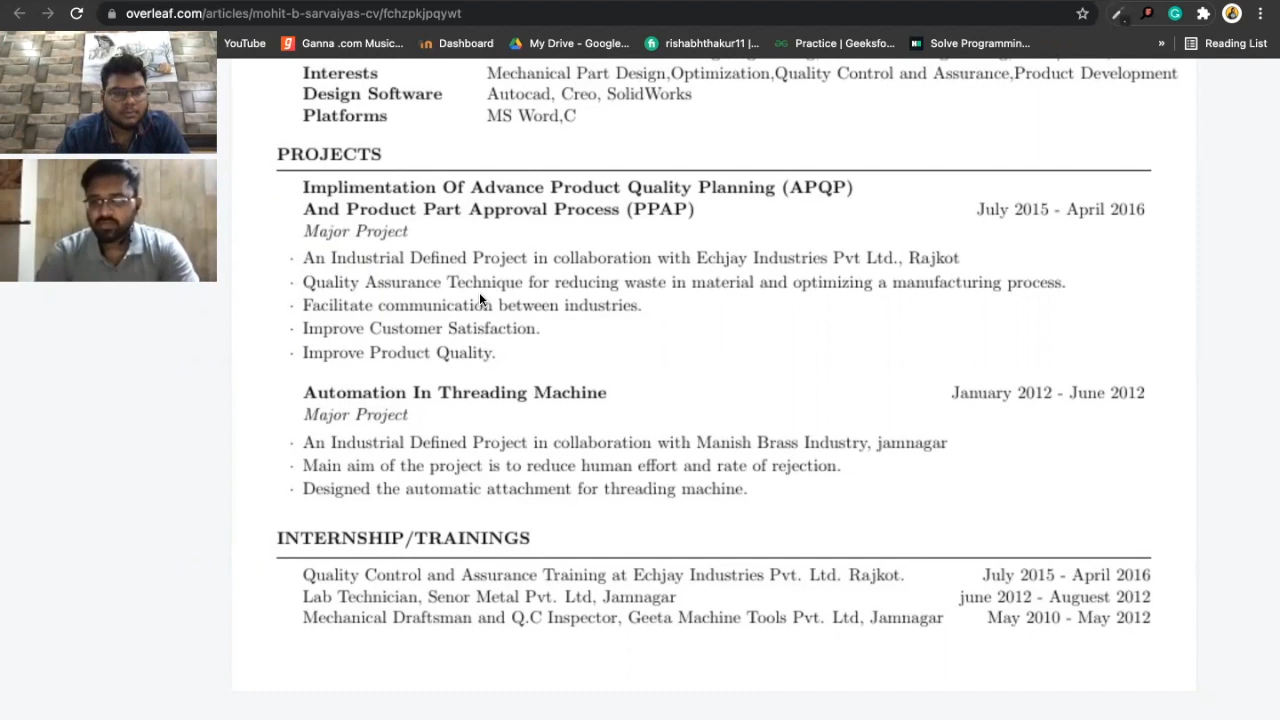 overleaf.com/articles/mohit-b-sarvaiyas-cv/fchzpkjpqywt
YouTube Ganna .com Music... Dashboard My Drive - Google... rishabhthakur11 |... Practice | Geeksfo... Solve Programmin... » Reading List
Interests Mechanical Part Design,Optimization,Quality Control and Assurance,Product Development
Design Software Autocad, Creo, SolidWorks
Platforms MS Word,C
PROJECTS
Implimentation Of Advance Product Quality Planning (APQP)
And Product Part Approval Process (PPAP) July 2015 - April 2016
Major Project
· An Industrial Defined Project in collaboration with Echjay Industries Pvt Ltd., Rajkot
· Quality Assurance Technique for reducing waste in material and optimizing a manufacturing process.
· Facilitate communication between industries.
· Improve Customer Satisfaction.
· Improve Product Quality.
Automation In Threading Machine January 2012 - June 2012
Major Project
· An Industrial Defined Project in collaboration with Manish Brass Industry, jamnagar
· Main aim of the project is to reduce human effort and rate of rejection.
· Designed the automatic attachment for threading machine.
INTERNSHIP/TRAININGS
Quality Control and Assurance Training at Echjay Industries Pvt. Ltd. Rajkot. July 2015 - April 2016
Lab Technician, Senor Metal Pvt. Ltd, Jamnagar june 2012 - Auguest 2012
Mechanical Draftsman and Q.C Inspector, Geeta Machine Tools Pvt. Ltd, Jamnagar May 2010 - May 2012